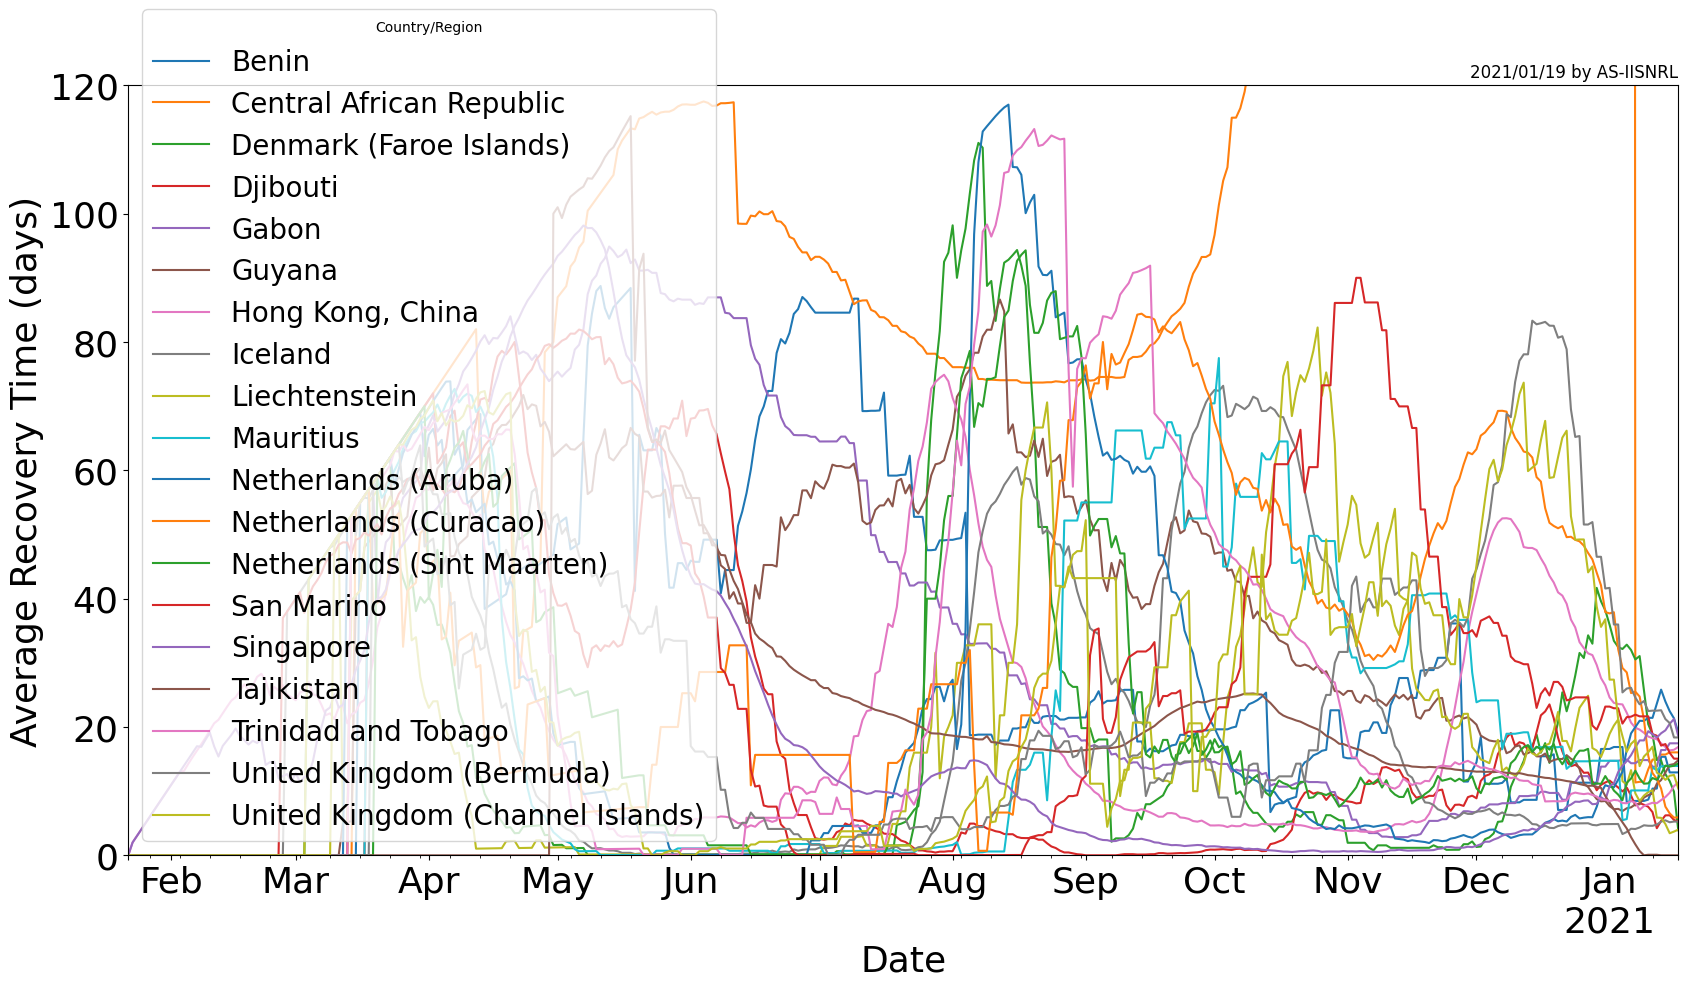 Country/Region
Benin
Central African Republic
Denmark (Faroe Islands)
Djibouti
Gabon
Guyana
Hong Kong, China
Iceland
Liechtenstein
Mauritius
Netherlands (Aruba)
Netherlands (Curacao)
Netherlands (Sint Maarten)
San Marino
Singapore
Tajikistan
Trinidad and Tobago
United Kingdom (Bermuda)
United Kingdom (Channel Islands)
2021/01/19 by AS-IISNRL
Average Recovery Time (days)
120
100
80
60
40
20
0
Feb Mar Apr May Jun Jul Aug Sep Oct Nov Dec Jan
2021
Date